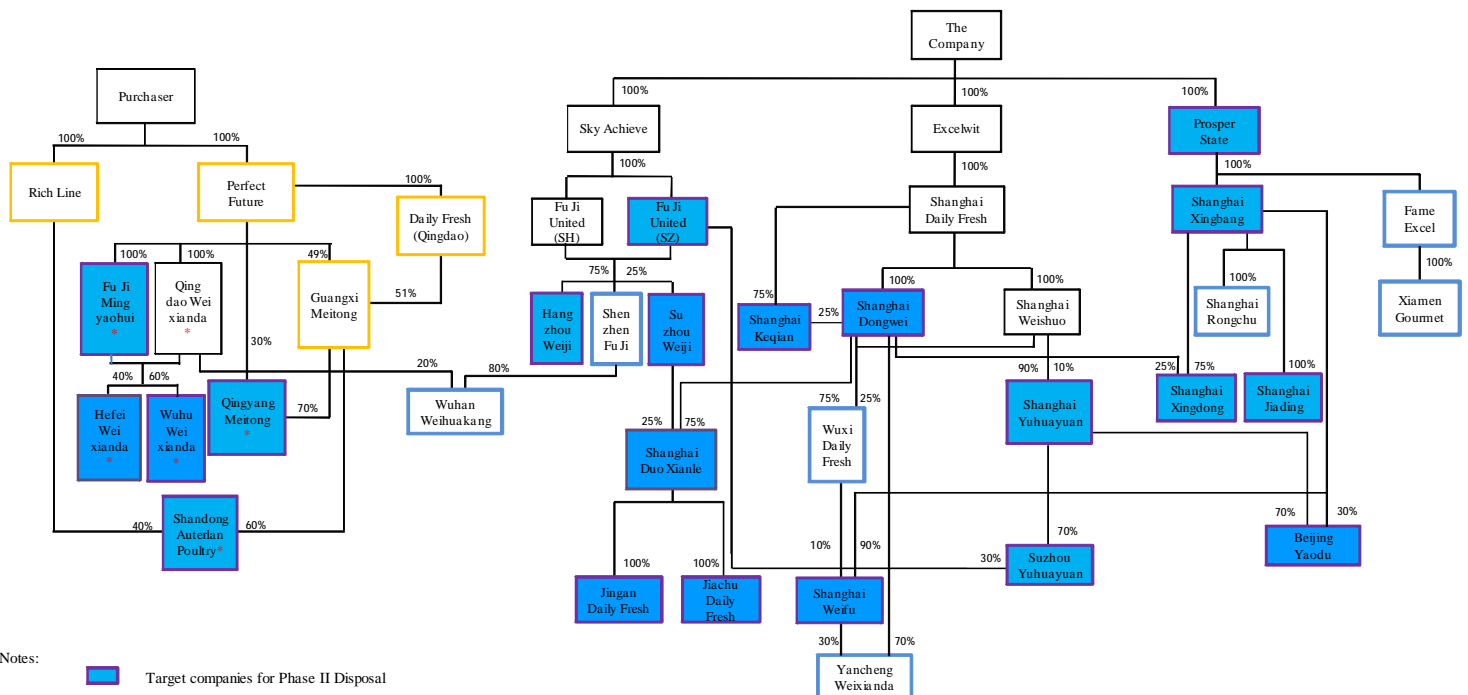 The
Company
100%
100%
100%
Purchaser
100%
100%
Sky Achieve
Excelwit
Prosper
State
100%
100%
100%
Rich Line
Perfect
Future
100%
Daily Fresh
(Qingdao)
Fu Ji
United
(SH)
Fu Ji
United
(SZ)
Shanghai
Daily Fresh
Shanghai
Xingbang
Fame
Excel
100%
100%
49%
75%
25%
100%
100%
100%
100%
Fu Ji
Ming
yaohui
*
Qing
dao Wei
xianda
*
Guangxi
Meitong
51%
Hang
zhou
Weiji
Shen
zhen
Fu Ji
Su
zhou
Weiji
75%
Shanghai
Keqian
25%
Shanghai
Dongwei
Shanghai
Weishuo
Shanghai
Rongchu
Xiamen
Gourmet
30%
20%
80%
40%
60%
90%
10%
25%
75%
100%
Hefei
Wei
xianda
*
Wuhu
Wei
xianda
*
Qingyang
Meitong
*
70%
Wuhan
Weihuakang
75%
25%
Shanghai
Yuhuayuan
Shanghai
Xingdong
Shanghai
Jiading
25%
75%
Shanghai
Duo Xianle
Wuxi
Daily
Fresh
40%
Shandong
Auterlan
Poultry*
60%
10%
90%
70%
70%
30%
Beijing
Yaodu
100%
100%
30%
Suzhou
Yuhuayuan
Jingan
Daily Fresh
Jiachu
Daily
Fresh
Shanghai
Weifu
30%
70%
Yancheng
Weixianda
Notes:
Target companies for Phase II Disposal